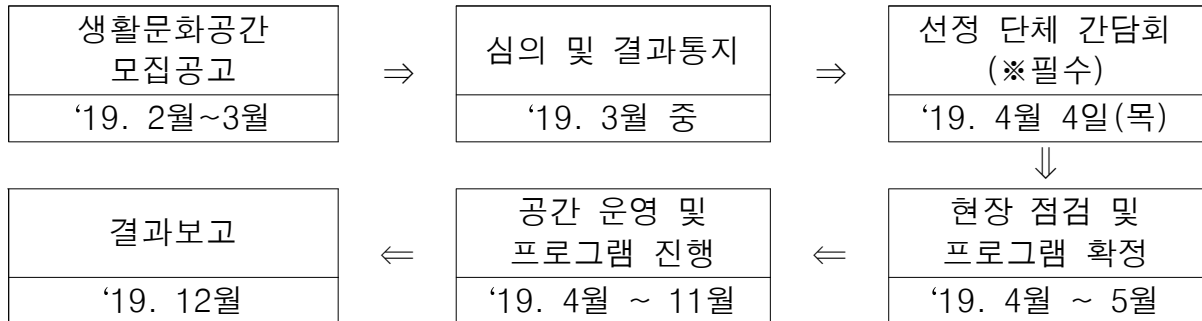 생활문화공간
모집공고
‘19. 2월~3월
⇒
심의 및 결과통지
‘19. 3월 중
⇒
선정 단체 간담회
(※필수)
‘19. 4월 4일(목)
⇓
현장 점검 및
프로그램 확정
‘19. 4월 ~ 5월
⇐
공간 운영 및
프로그램 진행
‘19. 4월 ~ 11월
⇐
결과보고
‘19. 12월